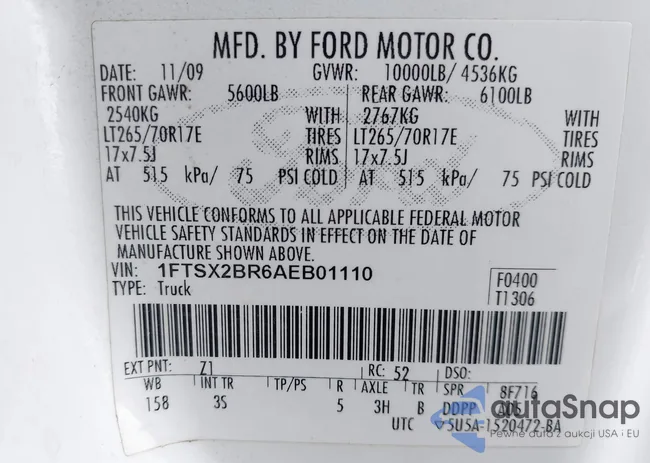 MFD. BY FORD MOTOR CO.
DATE: 11/09 GVWR: 10000LB/ 4536KG
FRONT GAWR: 5600LB REAR GAWR: 6100LB
2540KG WITH 2767KG WITH
LT265/70R17E TIRES LT265/70R17E TIRES
17x7.5J RIMS 17x7.5J RIMS
AT 515 kPa/ 75 PSI COLD AT 515 kPa/ 75 PSI COLD
THIS VEHICLE CONFORMS TO ALL APPLICABLE FEDERAL MOTOR
VEHICLE SAFETY STANDARDS IN EFFECT ON THE DATE OF
MANUFACTURE SHOWN ABOVE.
VIN: 1FTSX2BR6AEB01110 F0400
TYPE: Truck T1306
EXT PNT: Z1 RC: 52 DSO:
WB INT TR TP/PS R AXLE TR SPR 8F716
158 3S 5 3H B DDPP
UTC 5U5A-1520472-BA
autaSnap
Pewne auta z aukcji USA i EU